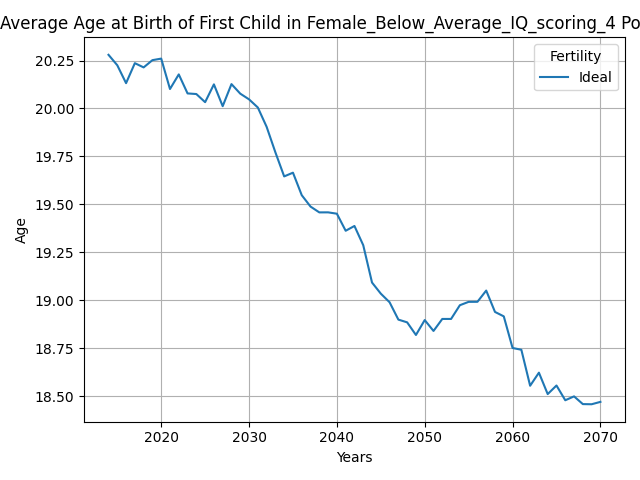 Average Age at Birth of First Child in Female_Below_Average_IQ_scoring_4 Po
Fertility
Ideal
20.25
20.00
19.75
19.50
19.25
19.00
18.75
18.50
Age
2020 2030 2040 2050 2060 2070
Years